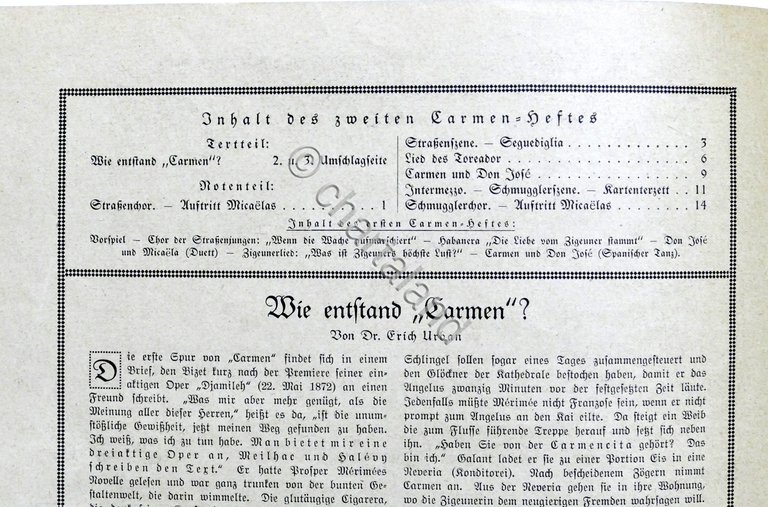 Inhalt des zweiten Carmen-Heftes
Textteil:
Wie entstand „Carmen“? 2. u. 3. Umschlagseite
Notenteil:
Straßenchor. – Auftritt Micaëlas . . . . . . . 1
Straßenszene. – Seguediglia . . . . . . . . . . . . 3
Lied des Toreador . . . . . . . . . . . . . . . . . 6
Carmen und Don José . . . . . . . . . . . . . . . 9
Intermezzo. – Schmugglerszene. – Kartenterzett . . 11
Schmugglerchor. – Auftritt Micaëlas . . . . . . . 14
Inhalt des ersten Carmen-Heftes:
Vorspiel – Chor der Straßenjungen: „Wenn die Wache aufmarschiert“ – Habanera „Die Liebe vom Zigeuner stammt“ – Don José
und Micaëla (Duett) – Zigeunerlied: „Was ist Zigeuners höchste Lust?“ – Carmen und Don José (Spanischer Tanz).
Wie entstand „Carmen“?
Von Dr. Erich Urban
Die erste Spur von „Carmen“ findet sich in einem
Brief, den Bizet kurz nach der Premiere seiner ein-
aktigen Oper „Djamileh“ (22. Mai 1872) an einen
Freund schreibt. „Was mir aber mehr genügt, als die
Meinung aller dieser Herren,“ heißt es da, „ist die unum-
stößliche Gewißheit, jetzt meinen Weg gefunden zu haben.
Ich weiß, was ich zu tun habe. Man bietet mir eine
dreiaktige Oper an, Meilhac und Halévy
schreiben den Text.“ Er hatte Prosper Mérimées
Novelle gelesen und war ganz trunken von der bunten Ge-
staltenwelt, die darin wimmelte. Die glutäugige Cigarera,
Schlingel sollen sogar eines Tages zusammengesteuert und
den Glöckner der Kathedrale bestochen haben, damit er das
Angelus zwanzig Minuten vor der festgesetzten Zeit läute.
Jedenfalls müßte Mérimée nicht Franzose sein, wenn er nicht
prompt zum Angelus an den Kai eilte. Da steigt ein Weib
die zum Flusse führende Treppe herauf und setzt sich neben
ihn. „Haben Sie von der Carmencita gehört? Das
bin ich.“ Galant ladet er sie zu einer Portion Eis in eine
Neveria (Konditorei). Nach bescheidenem Zögern nimmt
Carmen an. Aus der Neveria gehen sie in ihre Wohnung,
wo die Zigeunerin dem neugierigen Fremden wahrsagen will.
© chartaland